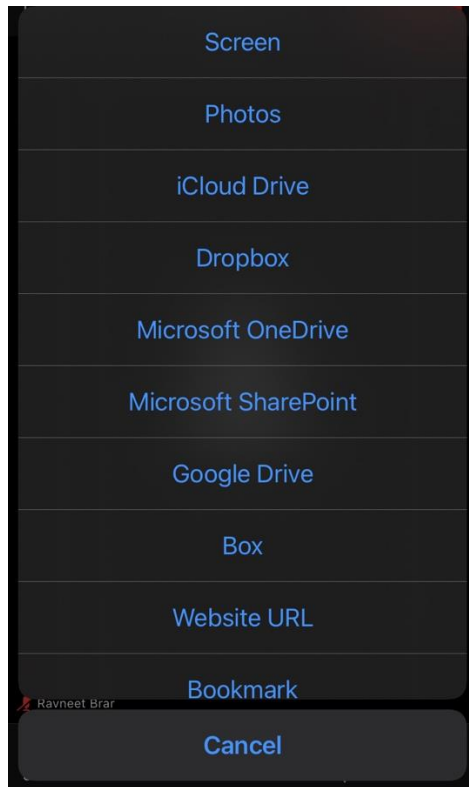 Screen
Photos
iCloud Drive
Dropbox
Microsoft OneDrive
Microsoft SharePoint
Google Drive
Box
Website URL
Bookmark
Ravneet Brar
Cancel